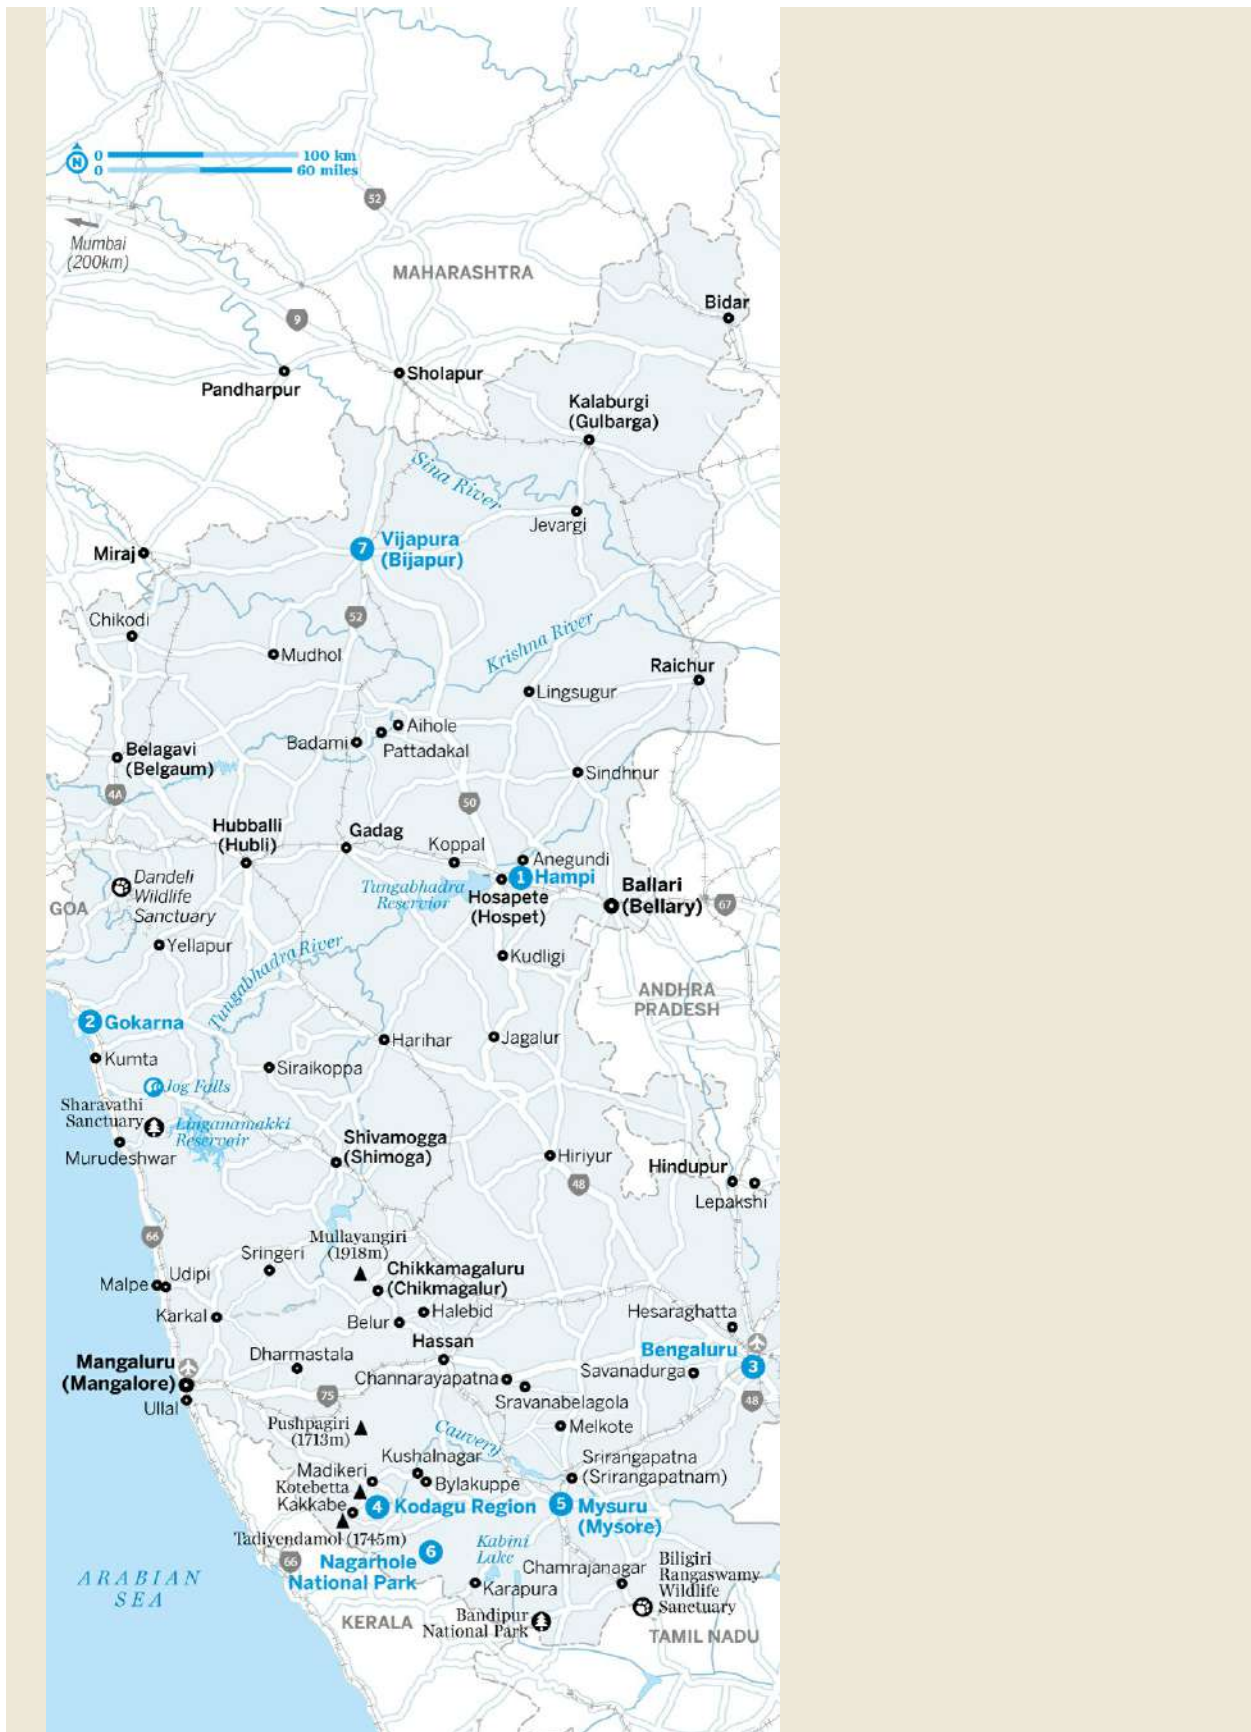 0 100 km
0 60 miles
N
52
Mumbai
(200km)
MAHARASHTRA
Bidar
9
Sholapur
Pandharpur
Kalaburgi
(Gulbarga)
Sina River
Jevargi
7
Vijapura
(Bijapur)
Miraj
Chikodi
52
Krishna River
Mudhol
Raichur
Lingsugur
Aihole
Badami
Pattadakal
Belagavi
(Belgaum)
Sindhnur
4A
50
Hubballi
(Hubli)
Gadag
Koppal
Anegundi
1 Hampi
Dandeli
Wildlife
Sanctuary
Tungabhadra
Reservior
Hosapete
(Hospet)
Ballari
(Bellary)
67
GOA
Yellapur
Tungabhadra River
Kudligi
ANDHRA
PRADESH
2 Gokarna
Kumta
Harihar
Jagalur
Siraikoppa
Jog Falls
Sharavathi
Sanctuary
Linganamakki
Reservoir
Murudeshwar
Shivamogga
(Shimoga)
Hiriyur
Hindupur
Lepakshi
48
66
Mullayangiri
(1918m)
Sringeri
Malpe
Udipi
Chikkamagaluru
(Chikmagalur)
Karkal
Halebid
Belur
Hesaraghatta
Hassan
Bengaluru
3
Mangaluru
(Mangalore)
Dharmastala
Channarayapatna
Savanadurga
75
Sravanabelagola
48
Ullal
Pushpagiri
(1713m)
Cauvery
Melkote
Kushalnagar
Srirangapatna
(Srirangapatnam)
Madikeri
Bylakuppe
Kotebetta
Kakkabe
4 Kodagu Region
5 Mysuru
(Mysore)
Tadiyendamol (1745m)
66
Nagarhole
National Park
6
Kabini
Lake
Chamrajanagar
Biligiri
Rangaswamy
Wildlife
Sanctuary
ARABIAN
SEA
Karapura
KERALA
Bandipur
National Park
TAMIL NADU